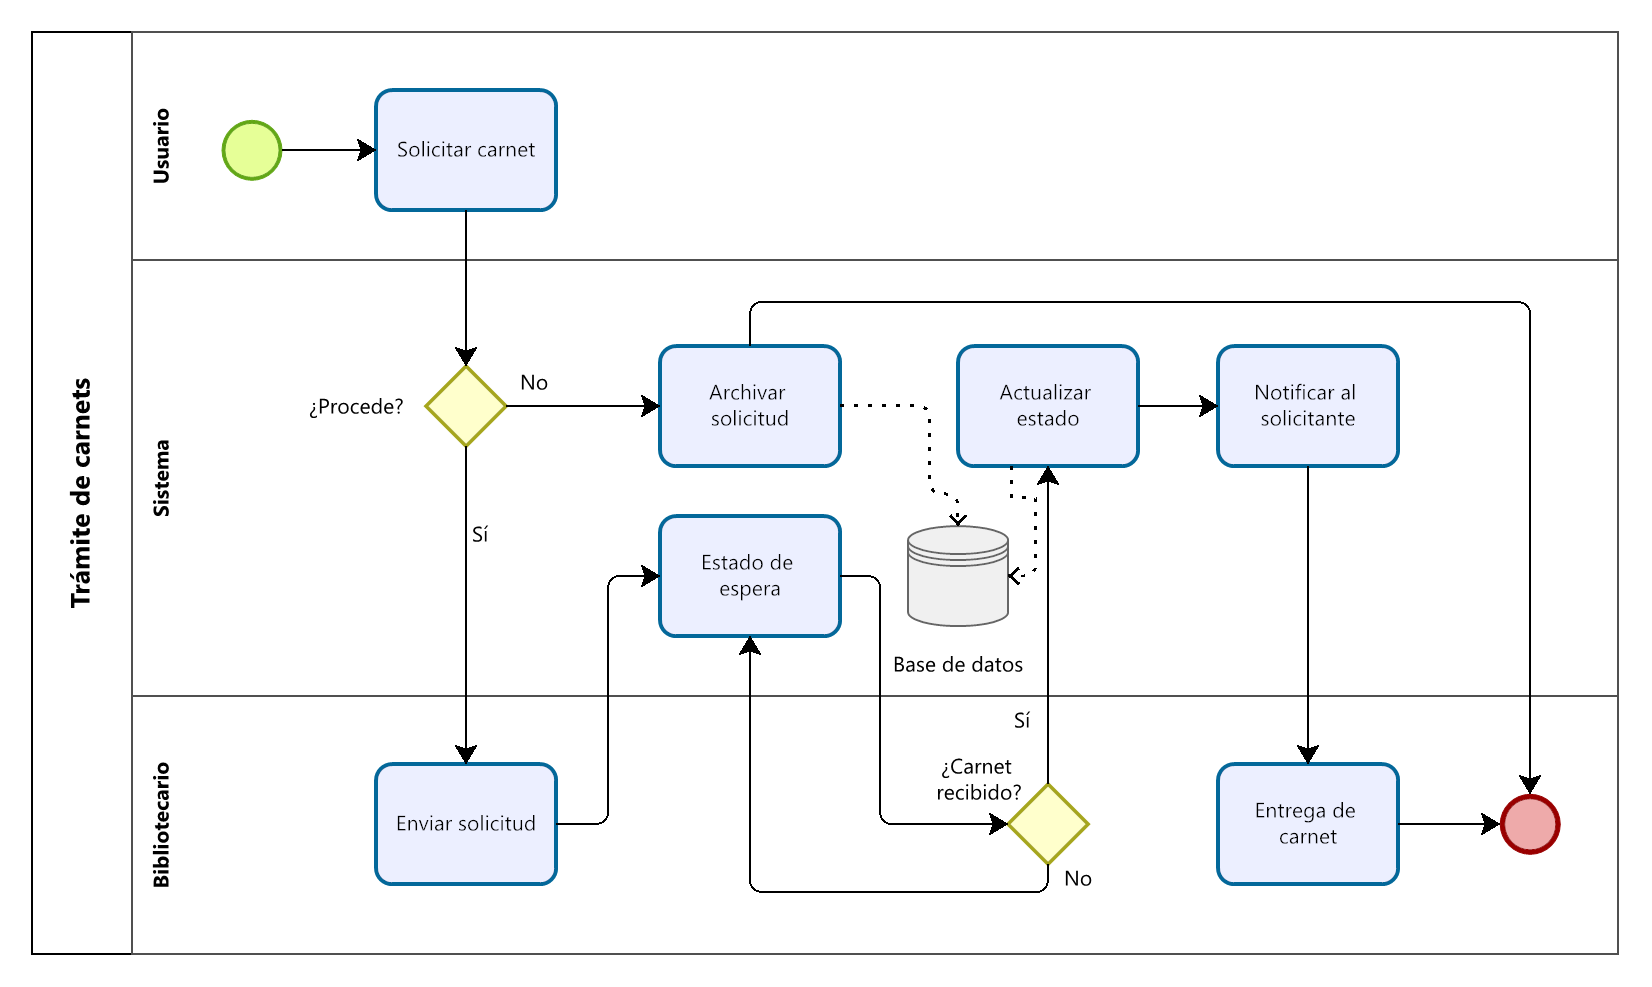 Trámite de carnets
Usuario
Solicitar carnet
Sistema
¿Procede?
No
Archivar
solicitud
Actualizar
estado
Notificar al
solicitante
Sí
Estado de
espera
Base de datos
Bibliotecario
Sí
¿Carnet
recibido?
Enviar solicitud
Entrega de
carnet
No